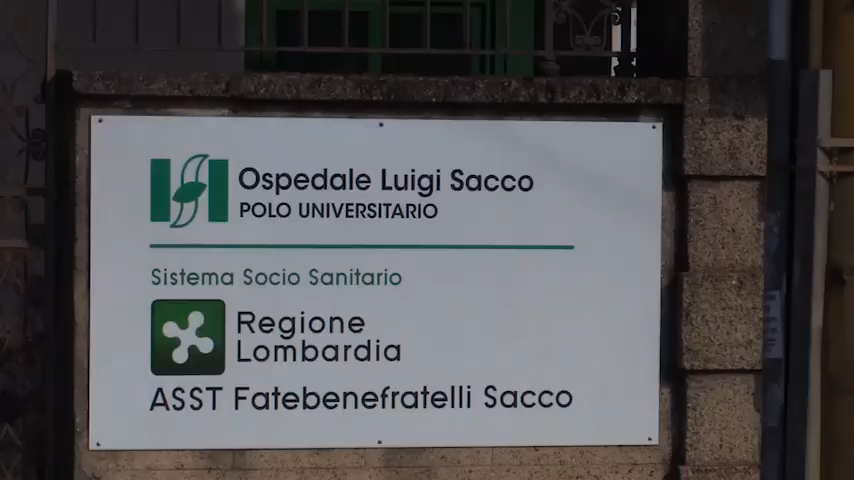 Ospedale Luigi Sacco
POLO UNIVERSITARIO
Sistema Socio Sanitario
Regione
Lombardia
ASST Fatebenefratelli Sacco